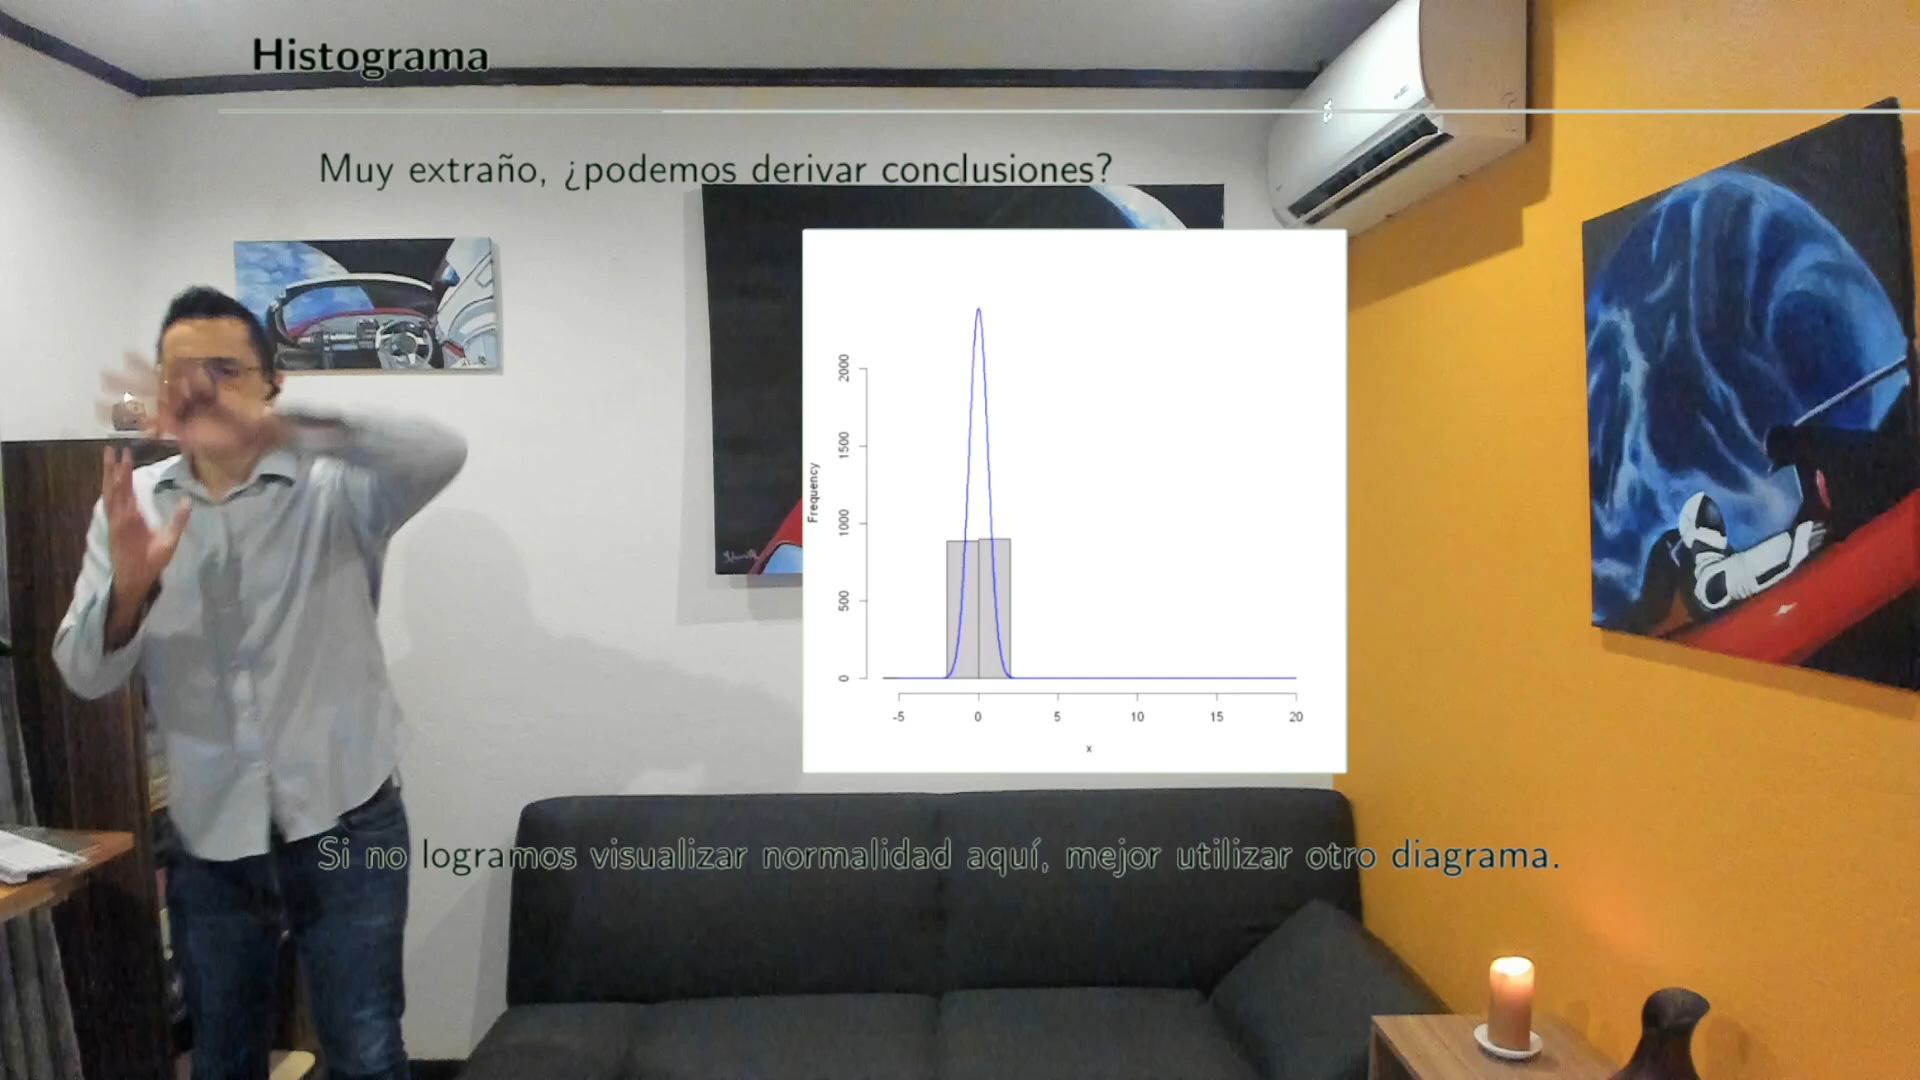 Histograma
Muy extraño, ¿podemos derivar conclusiones?
Frequency
2000
1500
1000
500
0
-5 0 5 10 15 20
x
Si no logramos visualizar normalidad aquí, mejor utilizar otro diagrama.